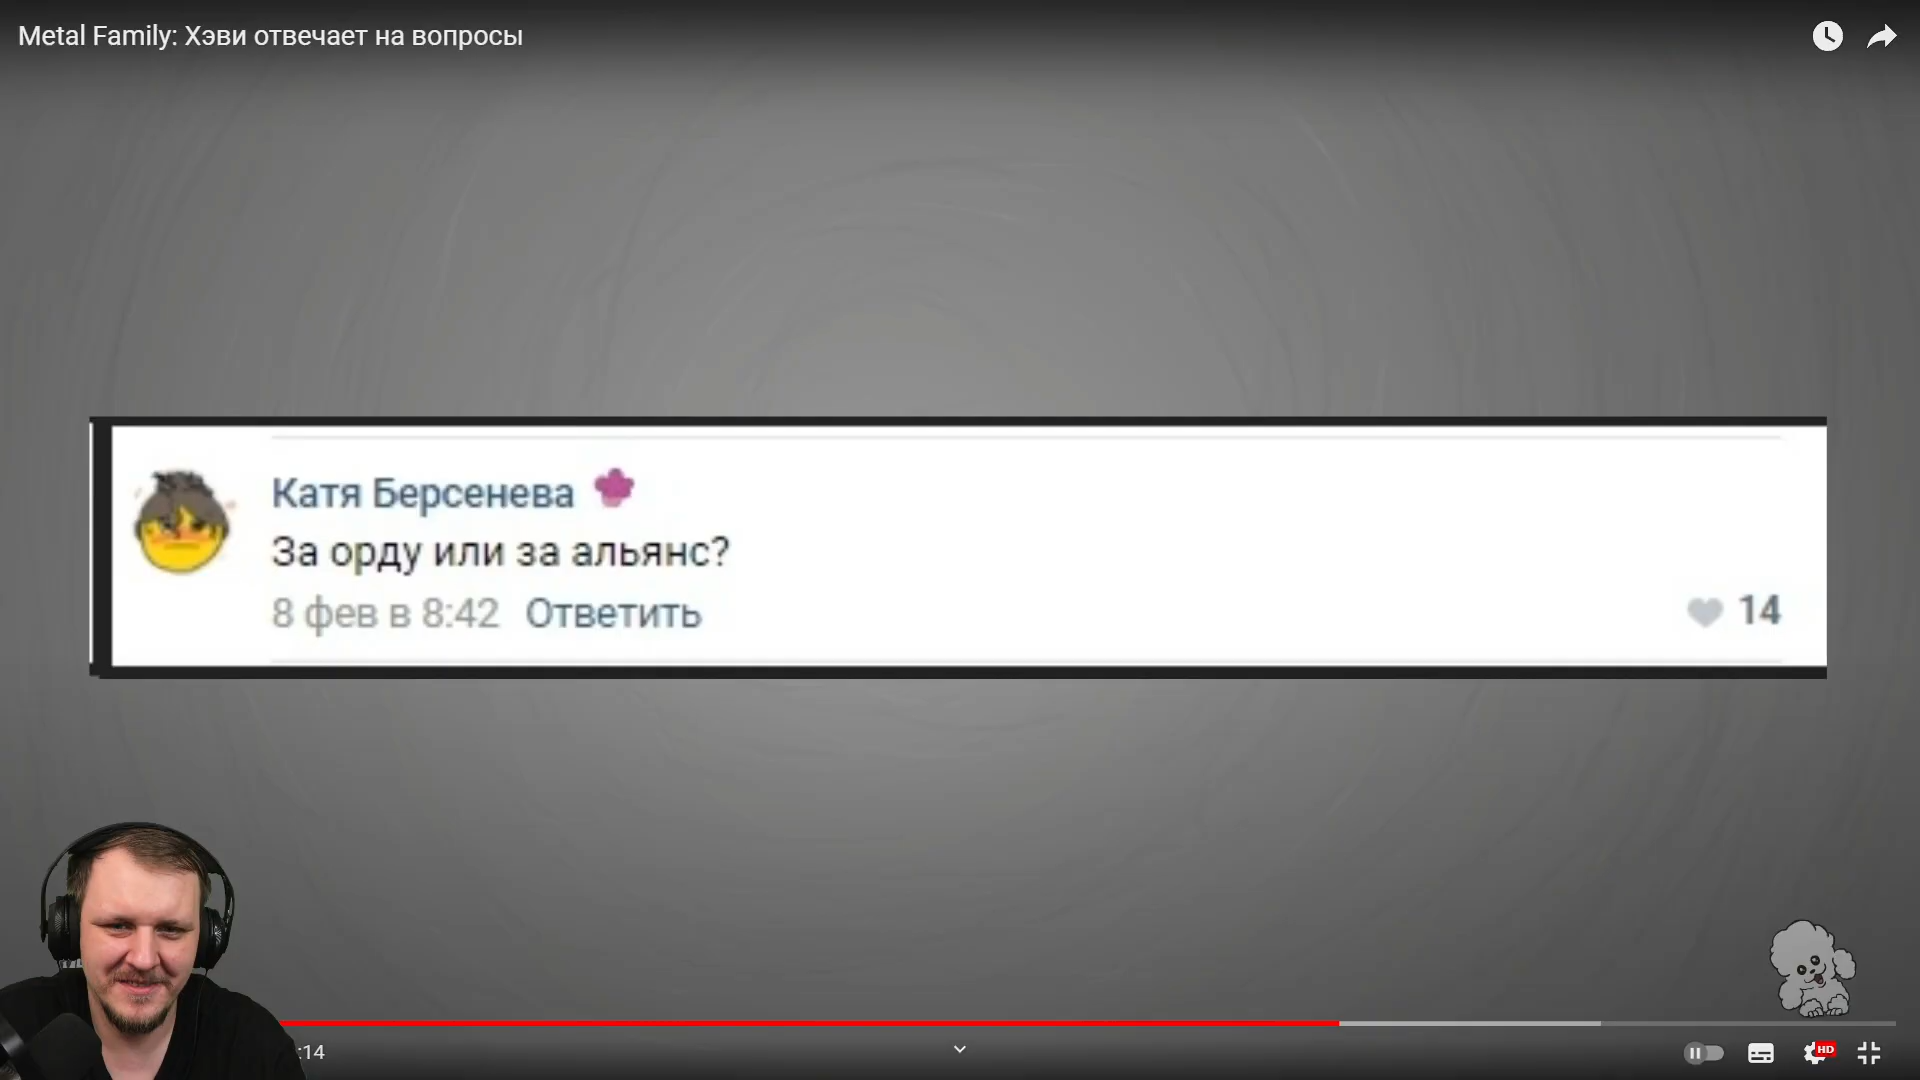 Metal Family: Хэви отвечает на вопросы
Катя Берсенева
За орду или за альянс?
8 фев в 8:42 Ответить
14
:14
HD